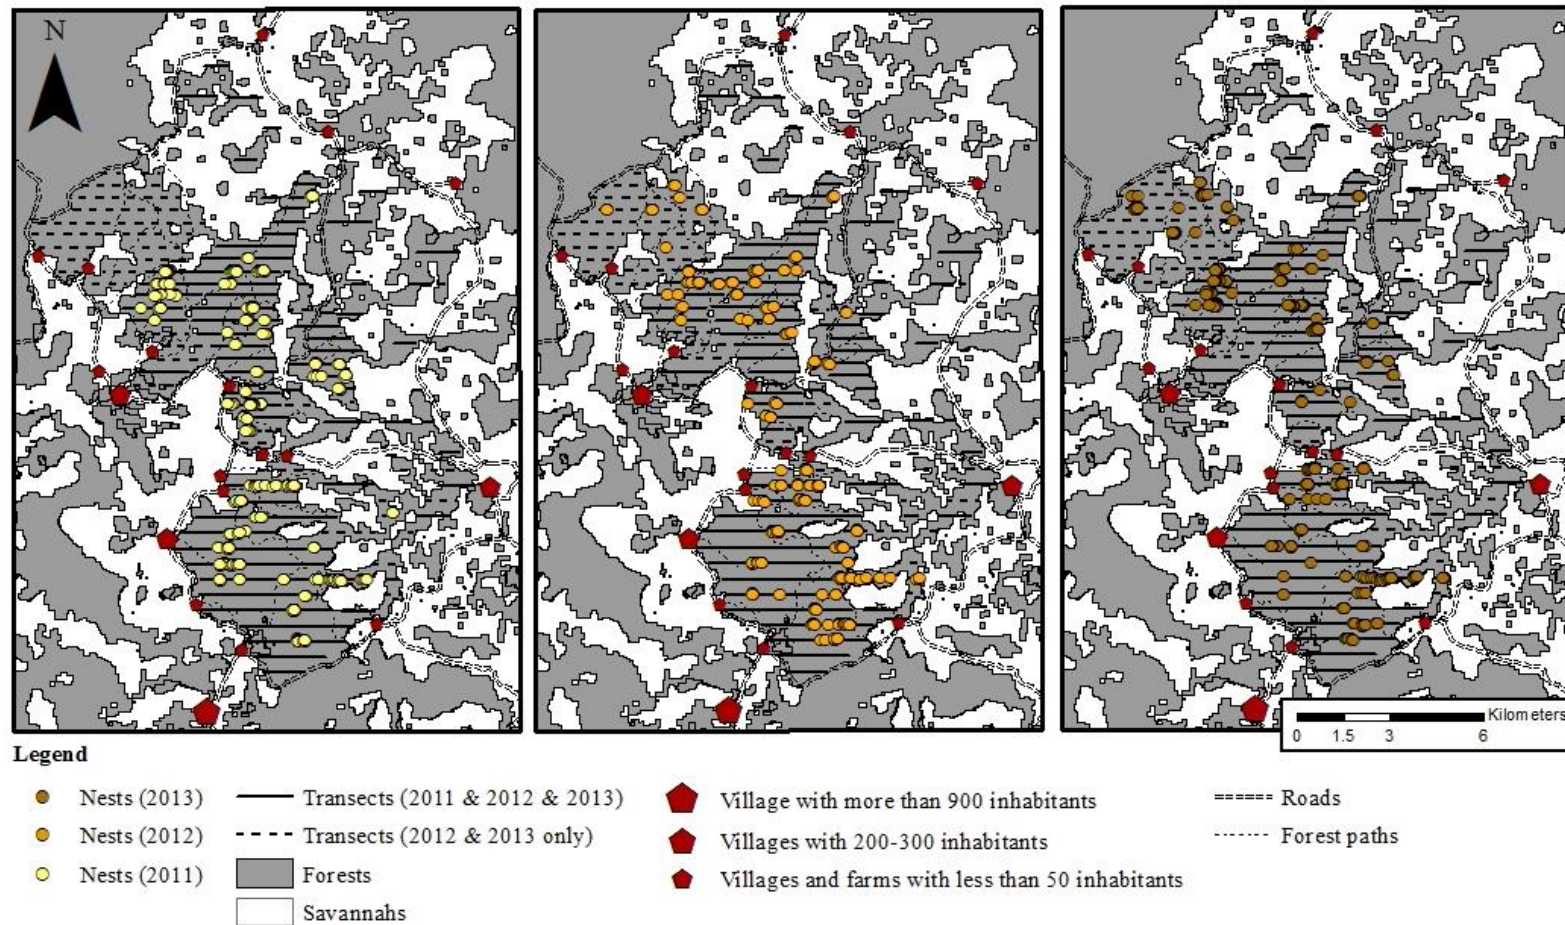 N
Kilometers
0 1.5 3 6
Legend
Nests (2013) Transects (2011 & 2012 & 2013) Village with more than 900 inhabitants Roads
Nests (2012) Transects (2012 & 2013 only) Villages with 200-300 inhabitants Forest paths
Nests (2011) Forests Villages and farms with less than 50 inhabitants
Savannahs